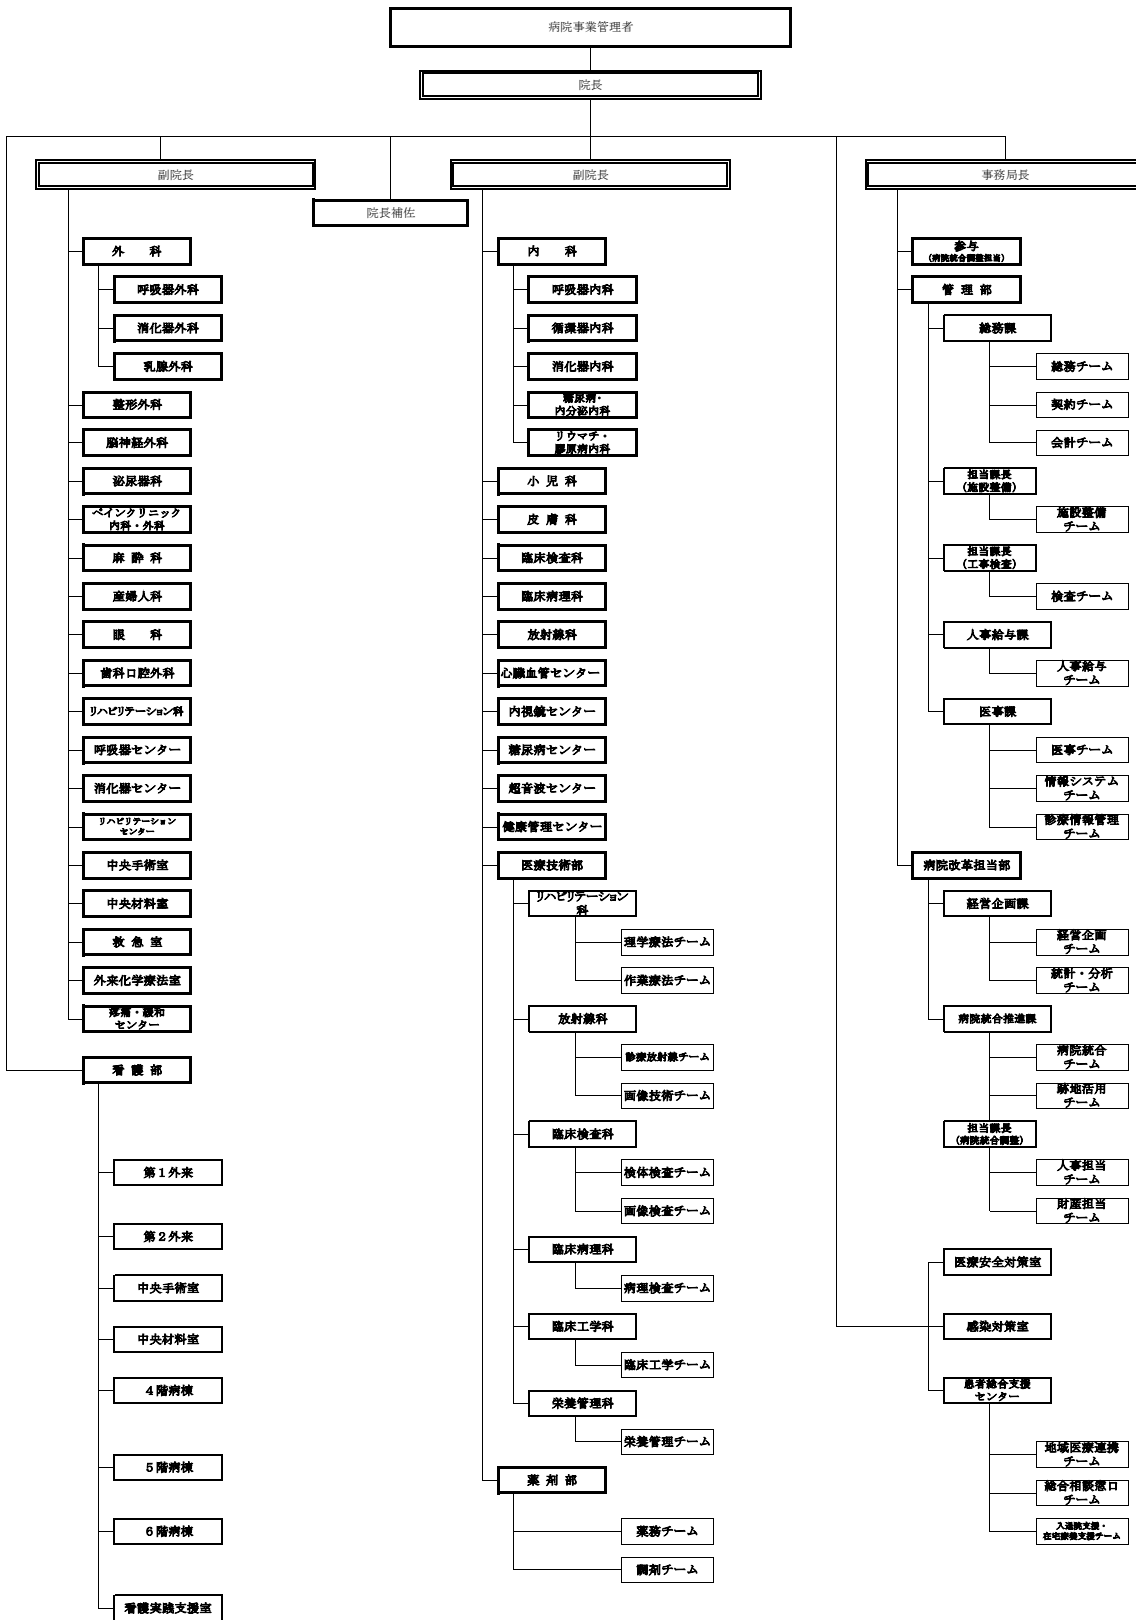 病院事業管理者
院長
副院長
院長補佐
副院長
事務局長
外　科
呼吸器外科
消化器外科
乳腺外科
整形外科
脳神経外科
泌尿器科
ペインクリニック
内科・外科
麻 酔 科
産婦人科
眼　科
歯科口腔外科
リハビリテーション科
呼吸器センター
消化器センター
リハビリテーション
センター
中央手術室
中央材料室
救 急 室
外来化学療法室
疼痛・緩和
センター
看 護 部
第１外来
第２外来
中央手術室
中央材料室
４階病棟
５階病棟
６階病棟
看護実践支援室
内　科
呼吸器内科
循環器内科
消化器内科
糖尿病・
内分泌内科
リウマチ・
膠原病内科
小 児 科
皮 膚 科
臨床検査科
臨床病理科
放射線科
心臓血管センター
内視鏡センター
糖尿病センター
超音波センター
健康管理センター
医療技術部
リハビリテーション
科
理学療法チーム
作業療法チーム
放射線科
診療放射線チーム
画像技術チーム
臨床検査科
検体検査チーム
画像検査チーム
臨床病理科
病理検査チーム
臨床工学科
臨床工学チーム
栄養管理科
栄養管理チーム
薬 剤 部
薬務チーム
調剤チーム
参与
（病院統合調整担当）
管 理 部
総務課
総務チーム
契約チーム
会計チーム
担当課長
（施設整備）
施設整備
チーム
担当課長
（工事検査）
検査チーム
人事給与課
人事給与
チーム
医事課
医事チーム
情報システム
チーム
診療情報管理
チーム
病院改革担当部
経営企画課
経営企画
チーム
統計・分析
チーム
病院統合推進課
病院統合
チーム
跡地活用
チーム
担当課長
（病院統合調整）
人事担当
チーム
財産担当
チーム
医療安全対策室
感染対策室
患者総合支援
センター
地域医療連携
チーム
総合相談窓口
チーム
入退院支援・
在宅療養支援チーム